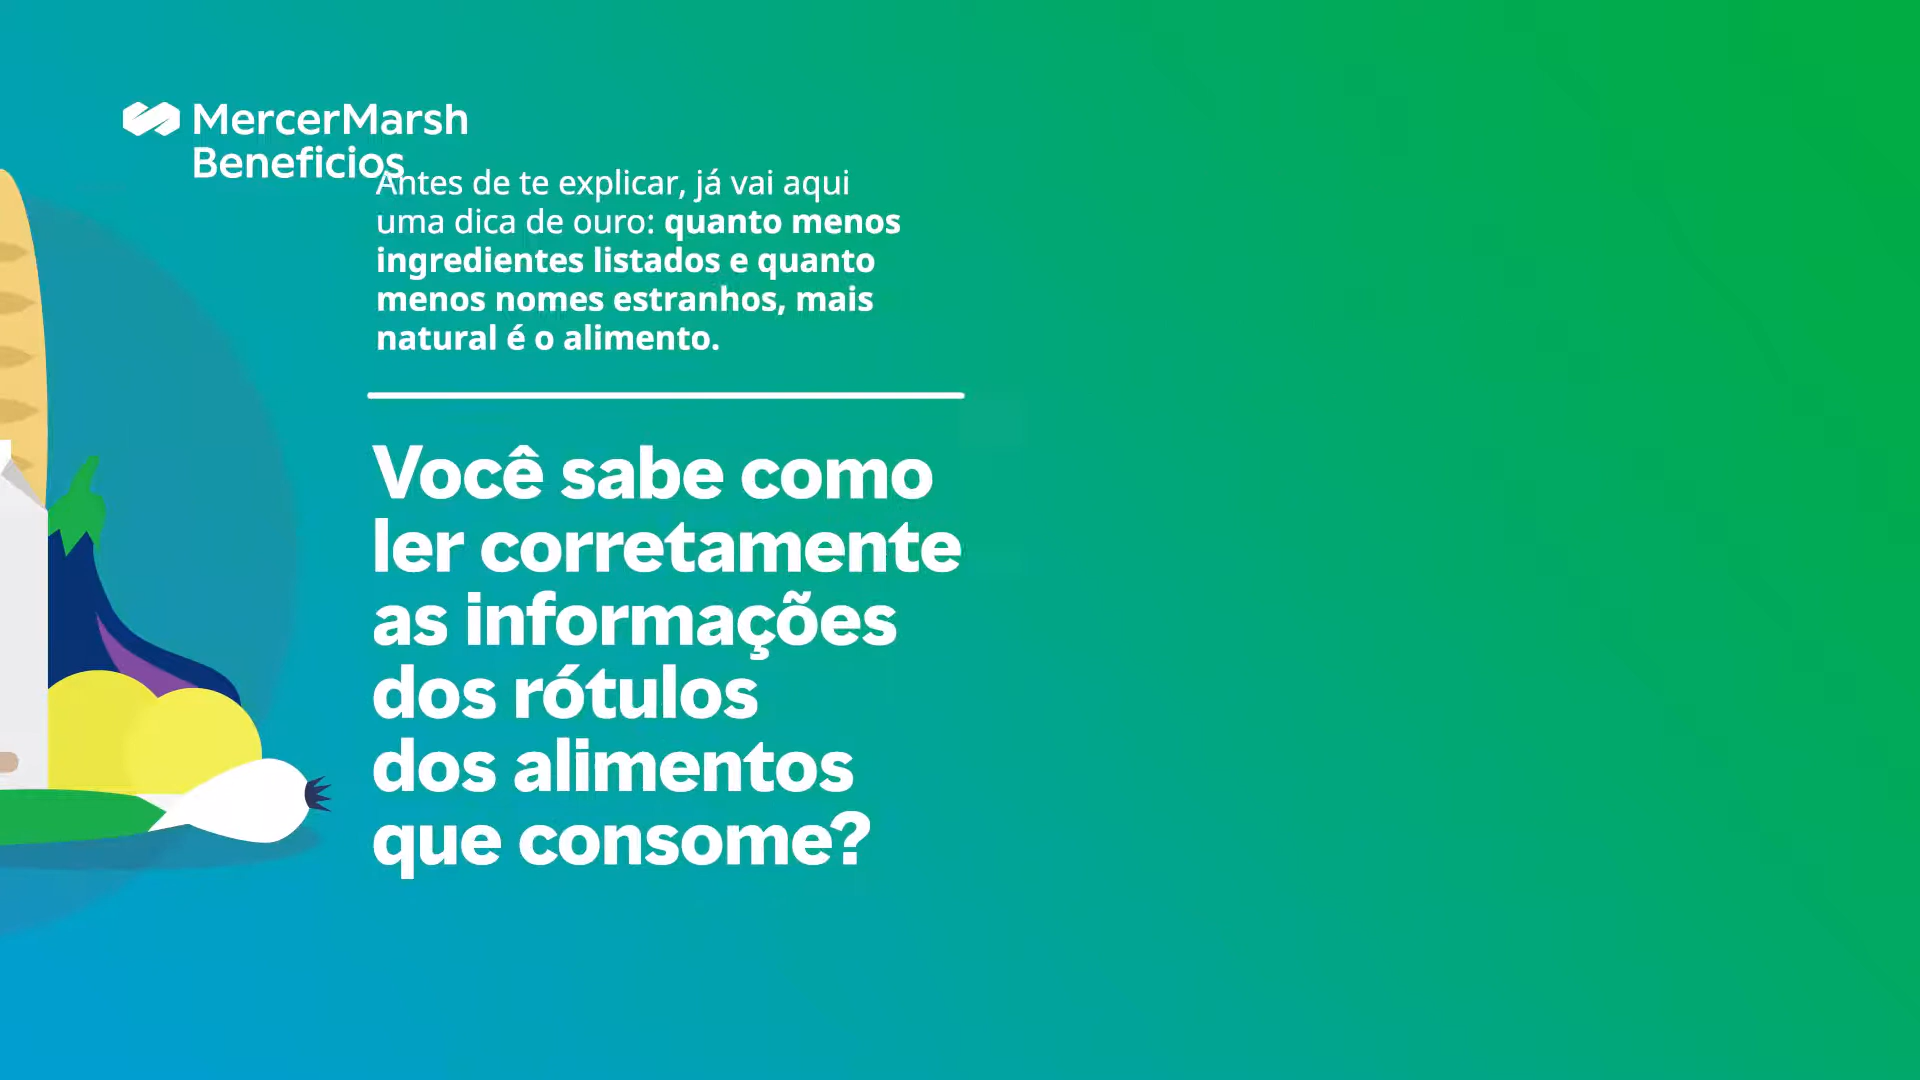 MercerMarsh
Beneficios
Antes de te explicar, já vai aqui
uma dica de ouro: quanto menos
ingredientes listados e quanto
menos nomes estranhos, mais
natural é o alimento.
Você sabe como
ler corretamente
as informações
dos rótulos
dos alimentos
que consome?